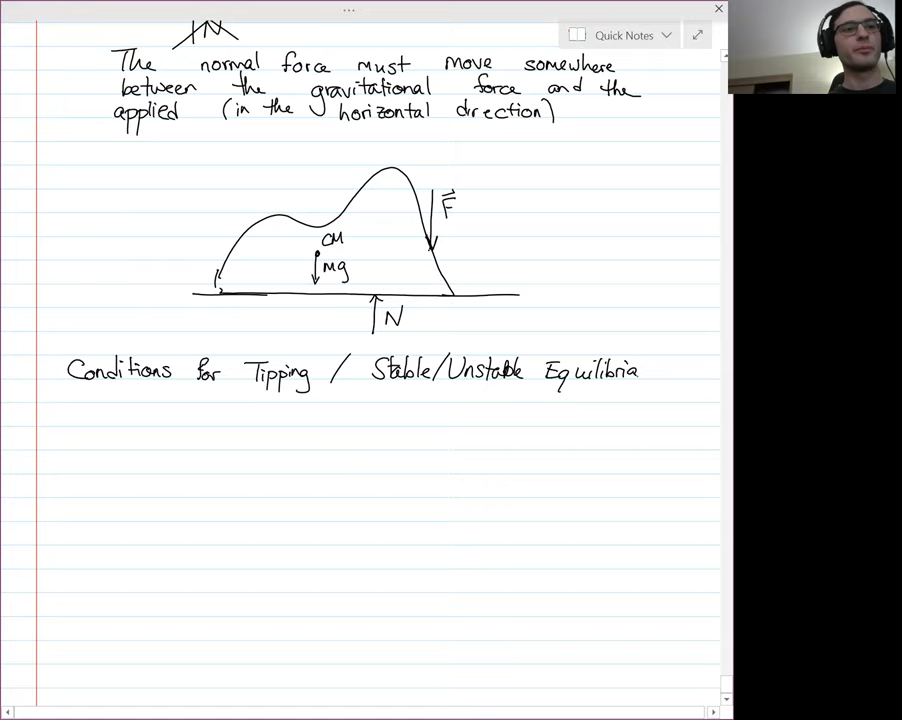 Quick Notes
The normal force must move somewhere
between the gravitational force and the
applied (in the horizontal direction)
F
CM
Mg
N
Conditions for Tipping / Stable/Unstable Equilibria